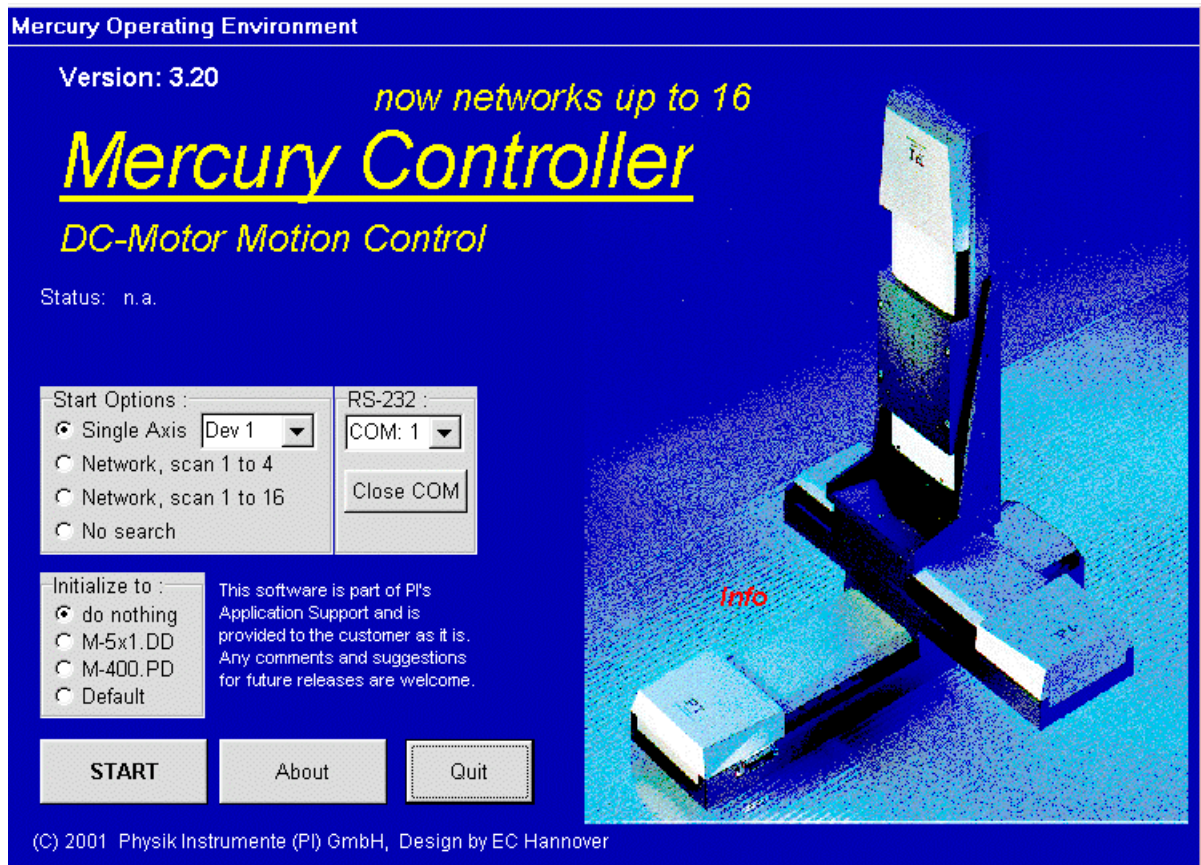 Mercury Operating Environment
Version: 3.20
now networks up to 16
Mercury Controller
DC-Motor Motion Control
Status: n.a.
Start Options :
Single Axis Dev 1
Network, scan 1 to 4
Network, scan 1 to 16
No search
RS-232 :
COM: 1
Close COM
Initialize to :
do nothing
M-5x1.DD
M-400.PD
Default
This software is part of PI's
Application Support and is
provided to the customer as it is.
Any comments and suggestions
for future releases are welcome.
Info
PI
START
About
Quit
(C) 2001 Physik Instrumente (PI) GmbH, Design by EC Hannover